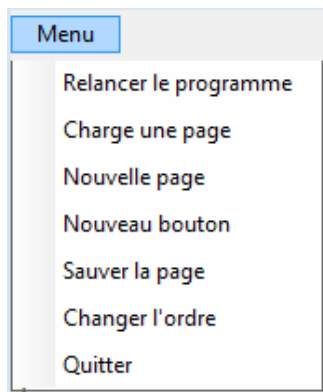 Menu
Relancer le programme
Charge une page
Nouvelle page
Nouveau bouton
Sauver la page
Changer l'ordre
Quitter